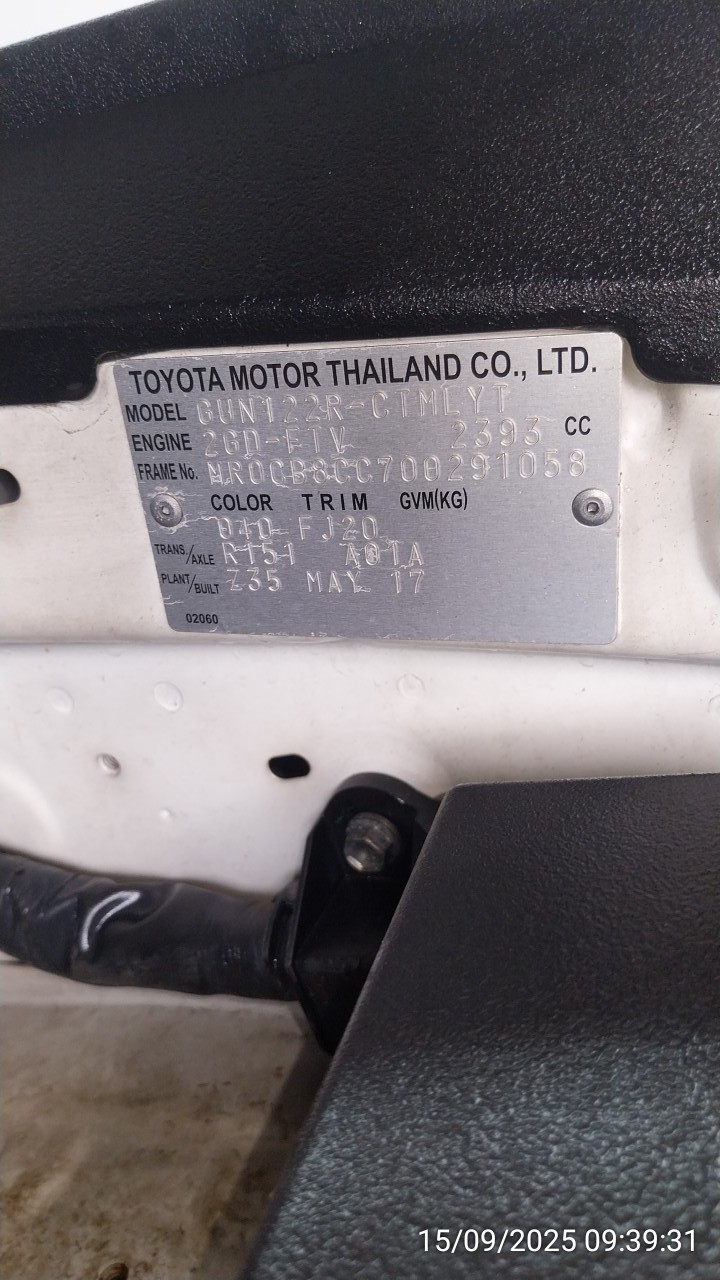 TOYOTA MOTOR THAILAND CO., LTD.
MODEL GUN122R-CTMLYT
ENGINE 2GD-FTV 2393 CC
FRAME No. MR0CB8CC700291058
COLOR TRIM GVM(KG)
040 FJ20
TRANS./AXLE R151 A01A
PLANT/BUILT Z35 MAY 17
02060
15/09/2025 09:39:31